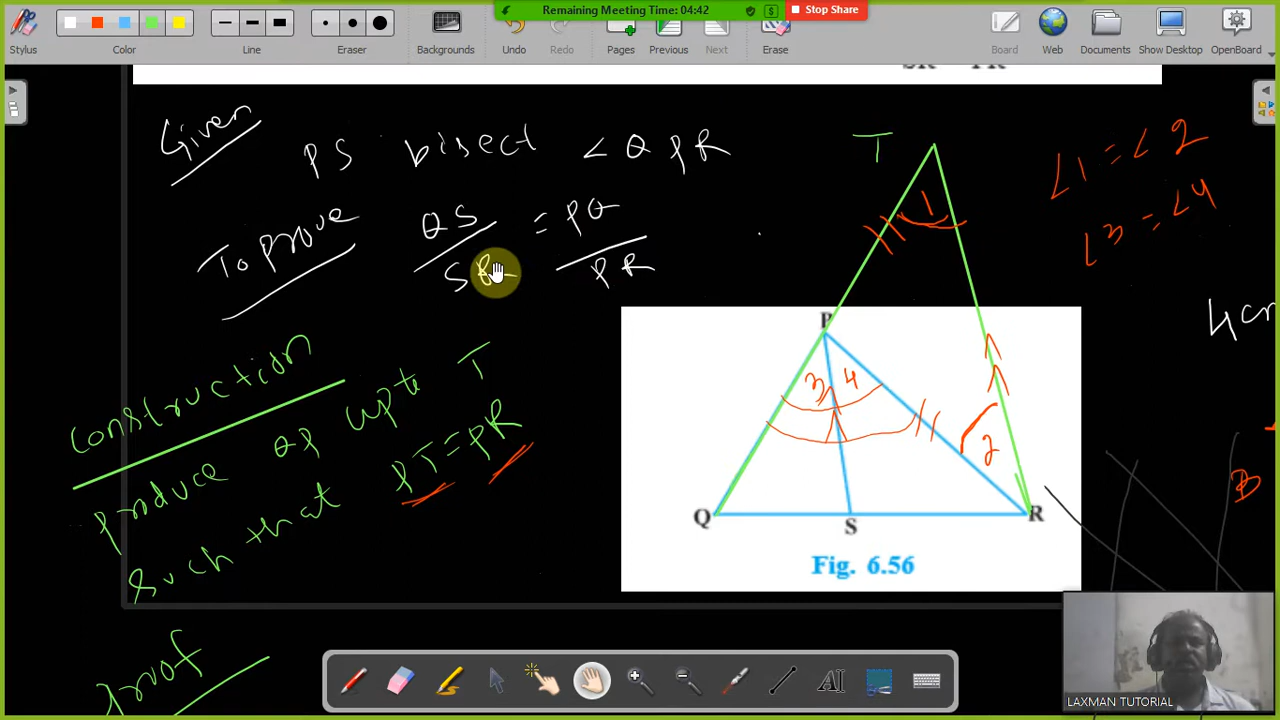 Remaining Meeting Time: 04:42
Stop Share
Stylus
Color
Line
Eraser
Backgrounds
Undo
Redo
Pages
Previous
Next
Erase
Board
Web
Documents
Show Desktop
OpenBoard
Given
PS bisect < QPR
To prove
QS = PQ
SR PR
Construction
produce QP upto T
such that PT = PR
proof
T
1
∠1 = ∠2
∠3 = ∠4
P
3 4
2
Q
S
R
Fig. 6.56
4cm
B
LAXMAN TUTORIAL